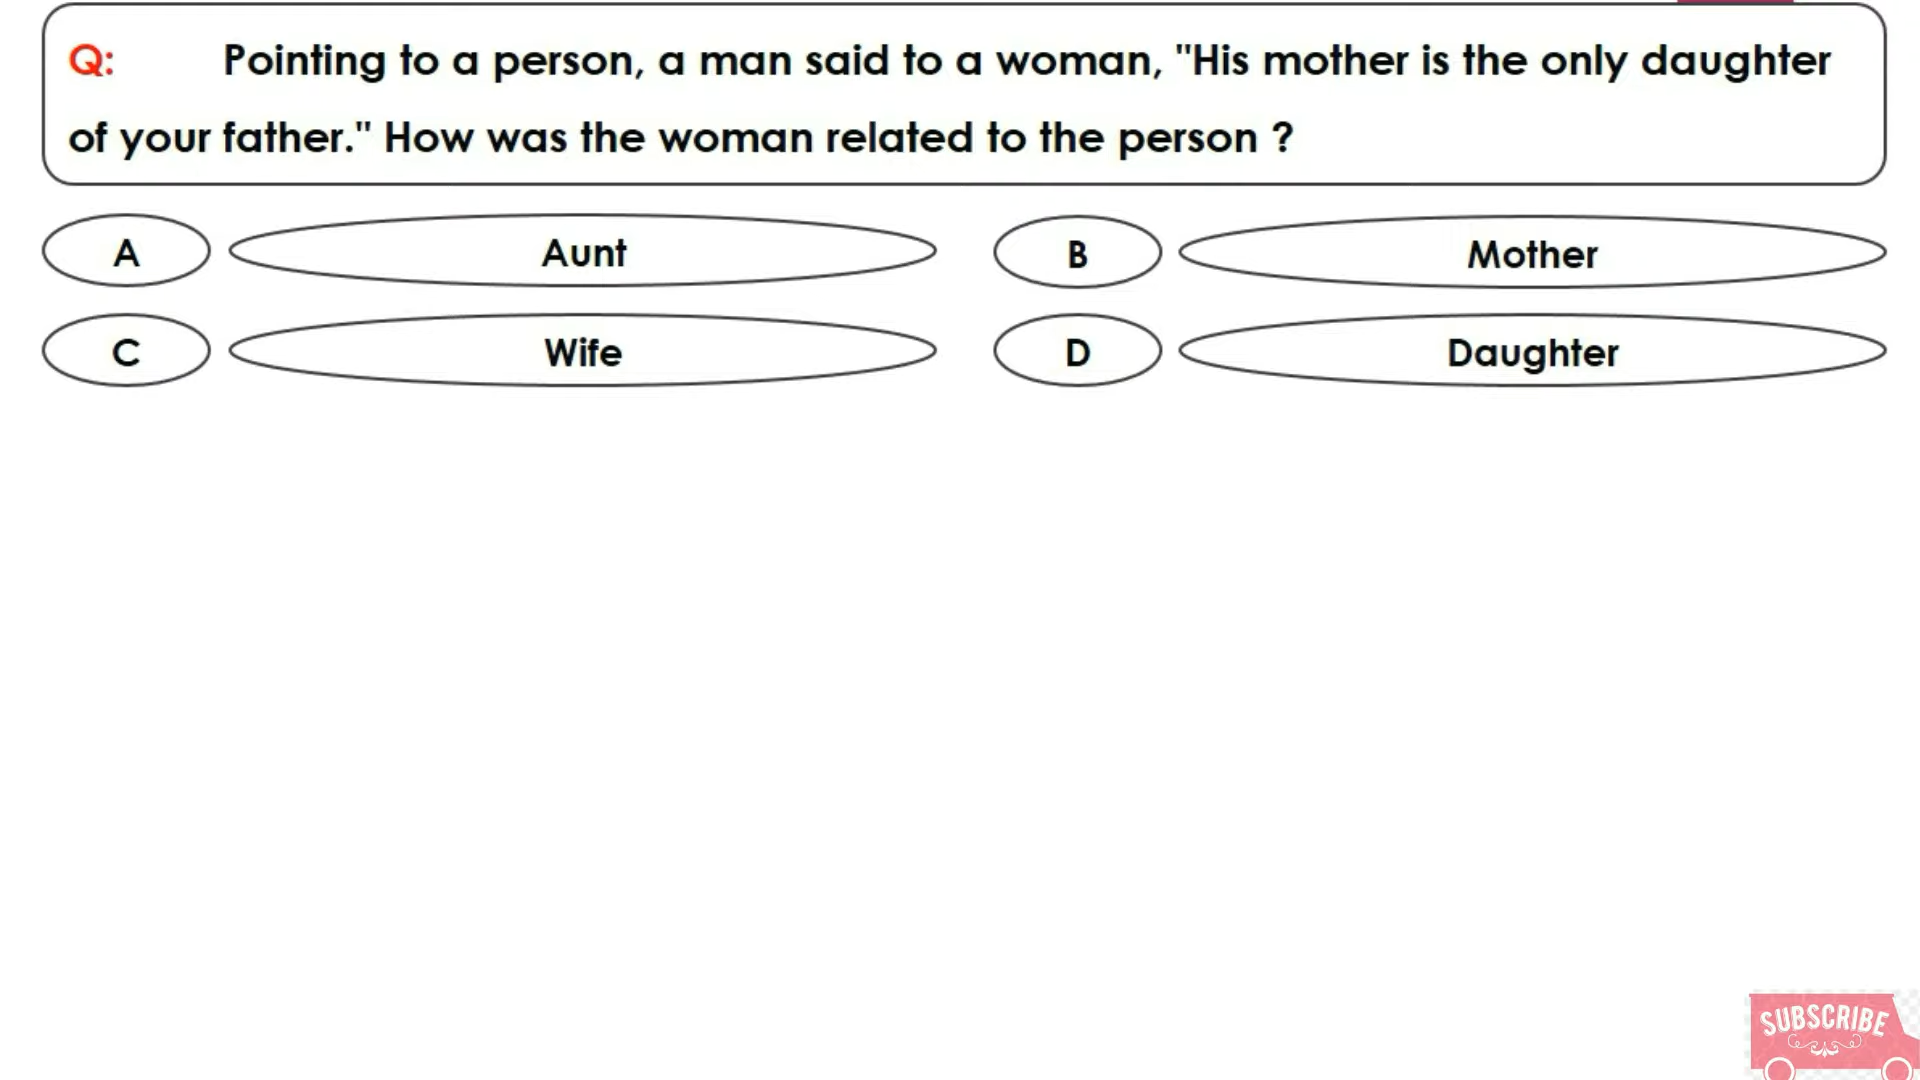 Q: Pointing to a person, a man said to a woman, "His mother is the only daughter
of your father." How was the woman related to the person ?
A Aunt B Mother
C Wife D Daughter
SUBSCRIBE